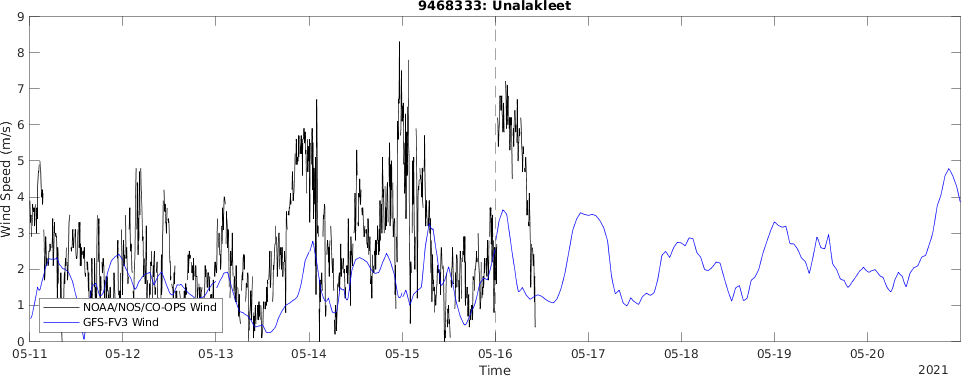 9468333: Unalakleet
9
8
7
6
5
4
3
2
1
0
Wind Speed (m/s)
NOAA/NOS/CO-OPS Wind
GFS-FV3 Wind
05-11 05-12 05-13 05-14 05-15 05-16 05-17 05-18 05-19 05-20
Time
2021